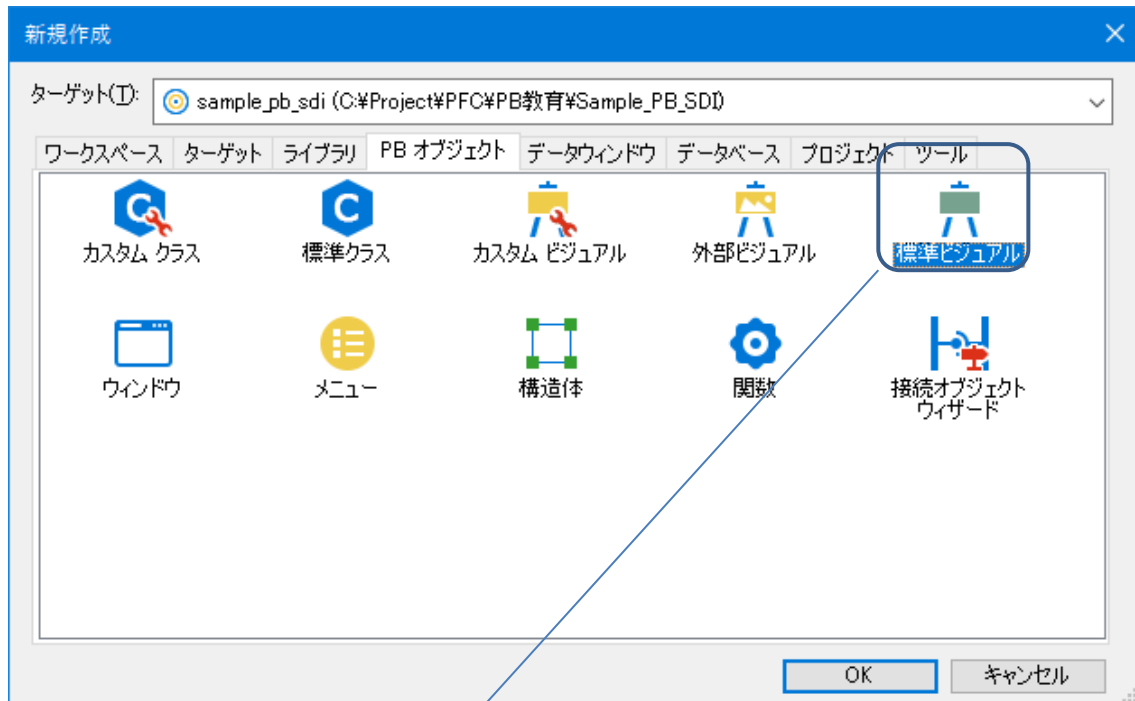 新規作成
ターゲット(T):
sample_pb_sdi (C:¥Project¥PFC¥PB教育¥Sample_PB_SDI)
ワークスペース ターゲット ライブラリ PB オブジェクト データウィンドウ データベース プロジェクト ツール
カスタム クラス 標準クラス カスタム ビジュアル 外部ビジュアル 標準ビジュアル
ウィンドウ メニュー 構造体 関数 接続オブジェクト
ウィザード
OK キャンセル